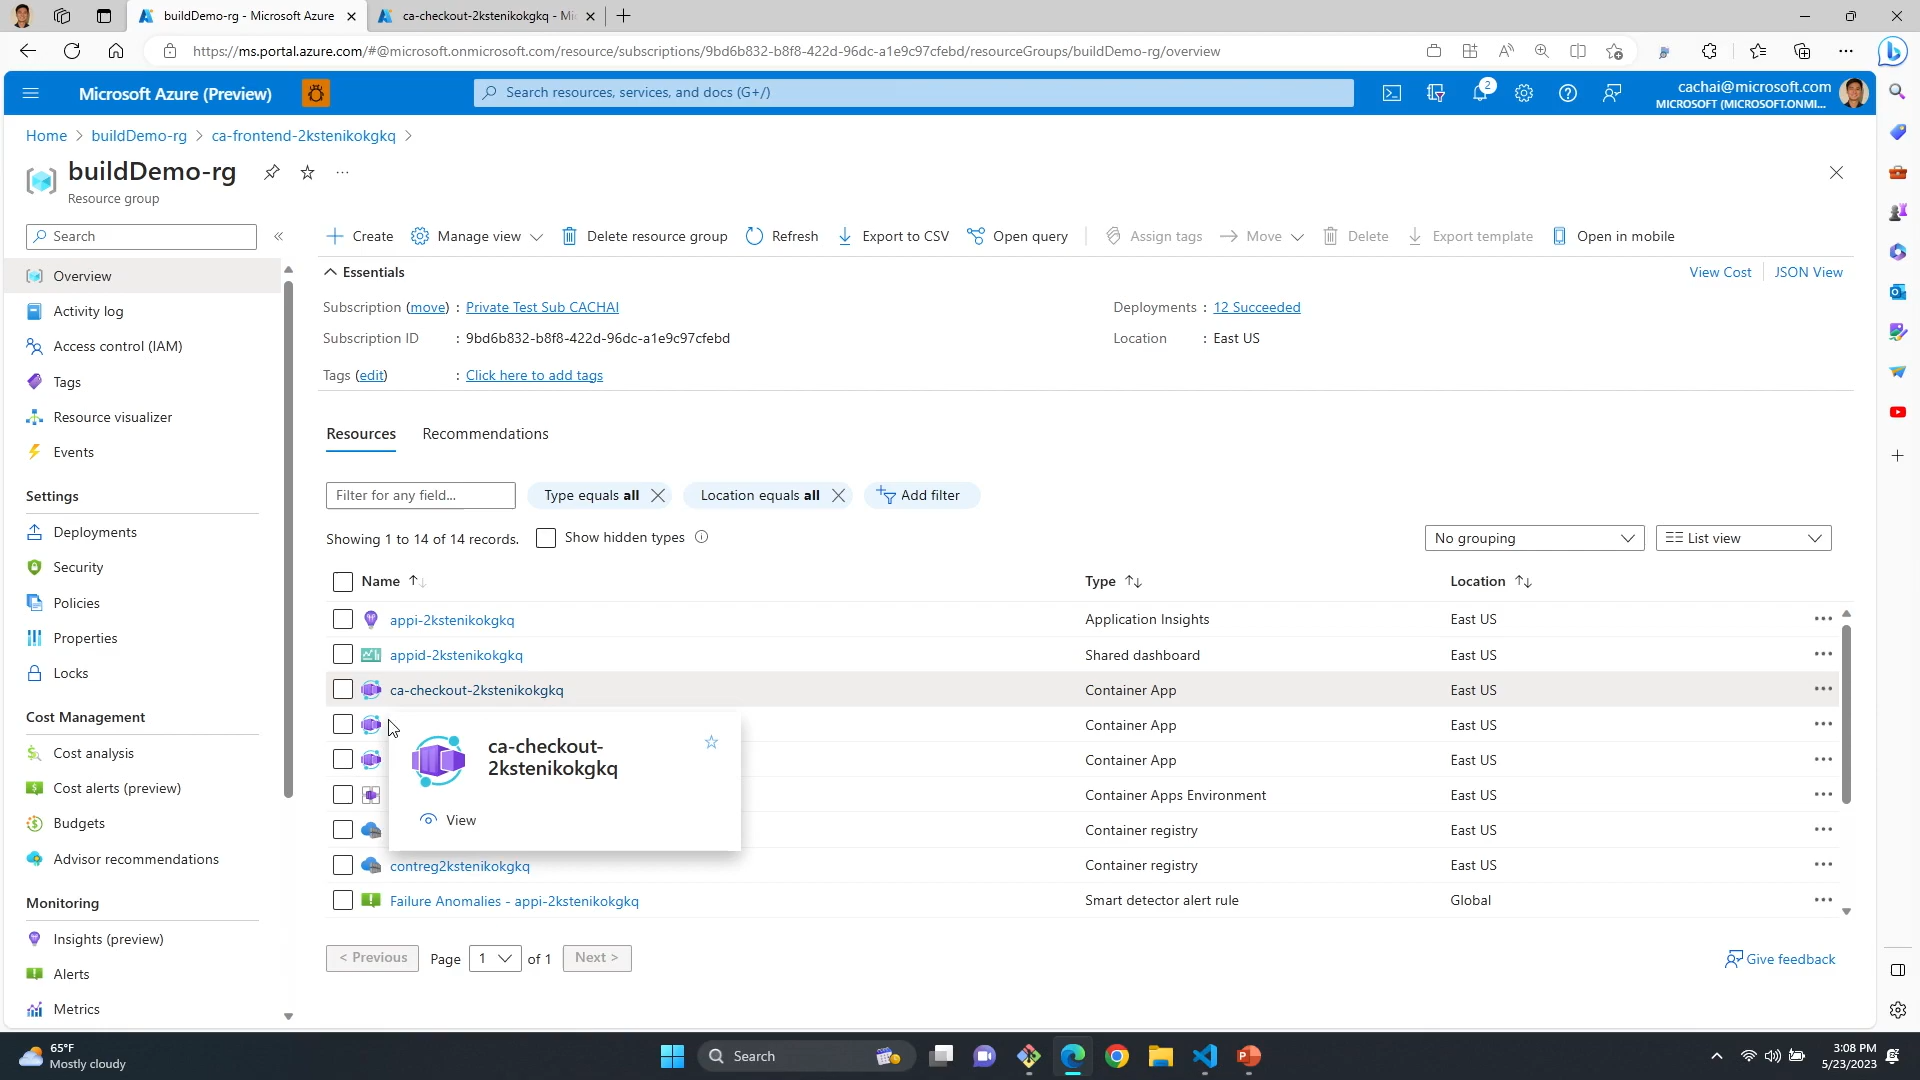 buildDemo-rg - Microsoft Azure
ca-checkout-2kstenikokgkq - Mi
https://ms.portal.azure.com/#@microsoft.onmicrosoft.com/resource/subscriptions/9bd6b832-b8f8-422d-96dc-a1e9c97cfebd/resourceGroups/buildDemo-rg/overview
Microsoft Azure (Preview)
Search resources, services, and docs (G+/)
2
cachai@microsoft.com
MICROSOFT (MICROSOFT.ONMI...
Home > buildDemo-rg > ca-frontend-2kstenikokgkq >
buildDemo-rg
Resource group
Search
Create
Manage view
Delete resource group
Refresh
Export to CSV
Open query
Assign tags
Move
Delete
Export template
Open in mobile
Overview
Activity log
Access control (IAM)
Tags
Resource visualizer
Events
Settings
Deployments
Security
Policies
Properties
Locks
Cost Management
Cost analysis
Cost alerts (preview)
Budgets
Advisor recommendations
Monitoring
Insights (preview)
Alerts
Metrics
Essentials
View Cost
JSON View
Subscription (move) : Private Test Sub CACHAI
Deployments : 12 Succeeded
Subscription ID : 9bd6b832-b8f8-422d-96dc-a1e9c97cfebd
Location : East US
Tags (edit) : Click here to add tags
Resources
Recommendations
Filter for any field...
Type equals all
Location equals all
Add filter
Showing 1 to 14 of 14 records.
Show hidden types
No grouping
List view
Name
Type
Location
appi-2kstenikokgkq
Application Insights
East US
appid-2kstenikokgkq
Shared dashboard
East US
ca-checkout-2kstenikokgkq
Container App
East US
Container App
East US
Container App
East US
Container Apps Environment
East US
Container registry
East US
ca-checkout-
2kstenikokgkq
View
contreg2kstenikokgkq
Container registry
East US
Failure Anomalies - appi-2kstenikokgkq
Smart detector alert rule
Global
< Previous
Page 1 of 1
Next >
Give feedback
65°F
Mostly cloudy
Search
3:08 PM
5/23/2023